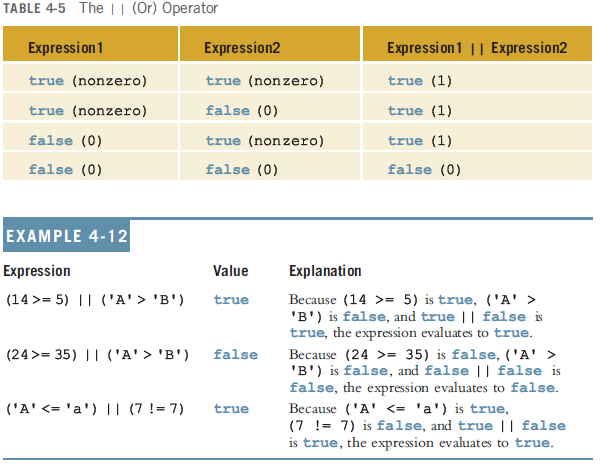 TABLE 4-5 The || (Or) Operator
Expression1 Expression2 Expression1 || Expression2
true (nonzero) true (nonzero) true (1)
true (nonzero) false (0) true (1)
false (0) true (nonzero) true (1)
false (0) false (0) false (0)
EXAMPLE 4-12
Expression Value Explanation
(14 >= 5) || ('A' > 'B') true Because (14 >= 5) is true, ('A' >
'B') is false, and true || false is
true, the expression evaluates to true.
(24 >= 35) || ('A' > 'B') false Because (24 >= 35) is false, ('A' >
'B') is false, and false || false is
false, the expression evaluates to false.
('A' <= 'a') || (7 != 7) true Because ('A' <= 'a') is true,
(7 != 7) is false, and true || false
is true, the expression evaluates to true.